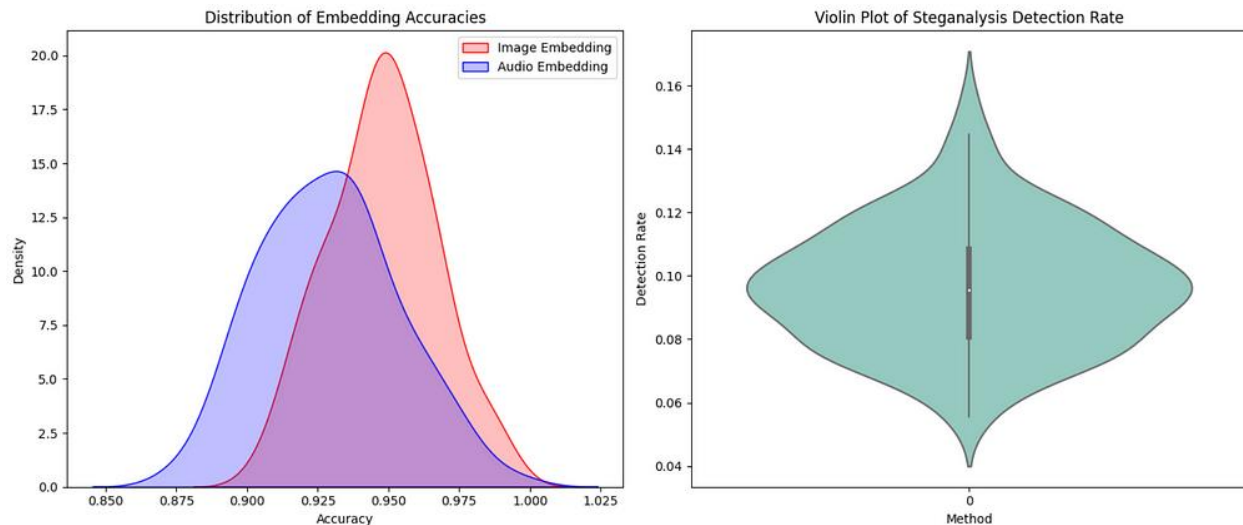 Distribution of Embedding Accuracies
Image Embedding
Audio Embedding
20.0
17.5
15.0
12.5
10.0
7.5
5.0
2.5
0.0
Density
0.850 0.875 0.900 0.925 0.950 0.975 1.000 1.025
Accuracy
Violin Plot of Steganalysis Detection Rate
0.16
0.14
0.12
0.10
0.08
0.06
0.04
Detection Rate
0
Method